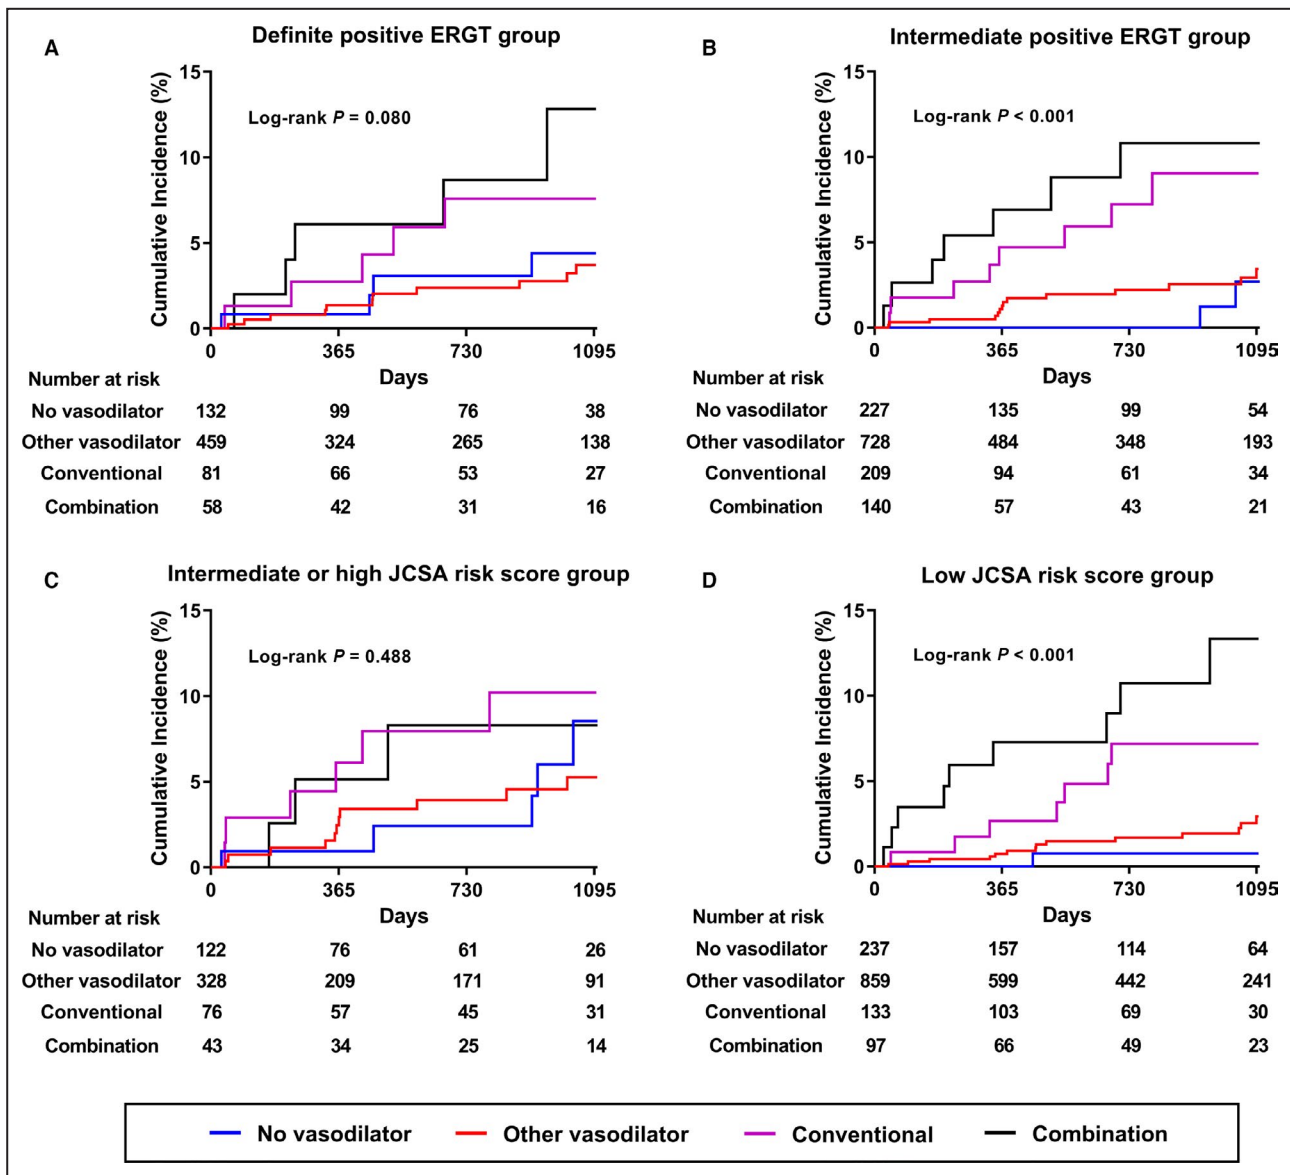 A
Definite positive ERGT group
Cumulative Incidence (%)
15
10
5
0
Log-rank P = 0.080
0 365 730 1095
Days
Number at risk
No vasodilator 132 99 76 38
Other vasodilator 459 324 265 138
Conventional 81 66 53 27
Combination 58 42 31 16
B
Intermediate positive ERGT group
Cumulative Incidence (%)
15
10
5
0
Log-rank P < 0.001
0 365 730 1095
Days
Number at risk
No vasodilator 227 135 99 54
Other vasodilator 728 484 348 193
Conventional 209 94 61 34
Combination 140 57 43 21
C
Intermediate or high JCSA risk score group
Cumulative Incidence (%)
15
10
5
0
Log-rank P = 0.488
0 365 730 1095
Days
Number at risk
No vasodilator 122 76 61 26
Other vasodilator 328 209 171 91
Conventional 76 57 45 31
Combination 43 34 25 14
D
Low JCSA risk score group
Cumulative Incidence (%)
15
10
5
0
Log-rank P < 0.001
0 365 730 1095
Days
Number at risk
No vasodilator 237 157 114 64
Other vasodilator 859 599 442 241
Conventional 133 103 69 30
Combination 97 66 49 23
No vasodilator Other vasodilator Conventional Combination